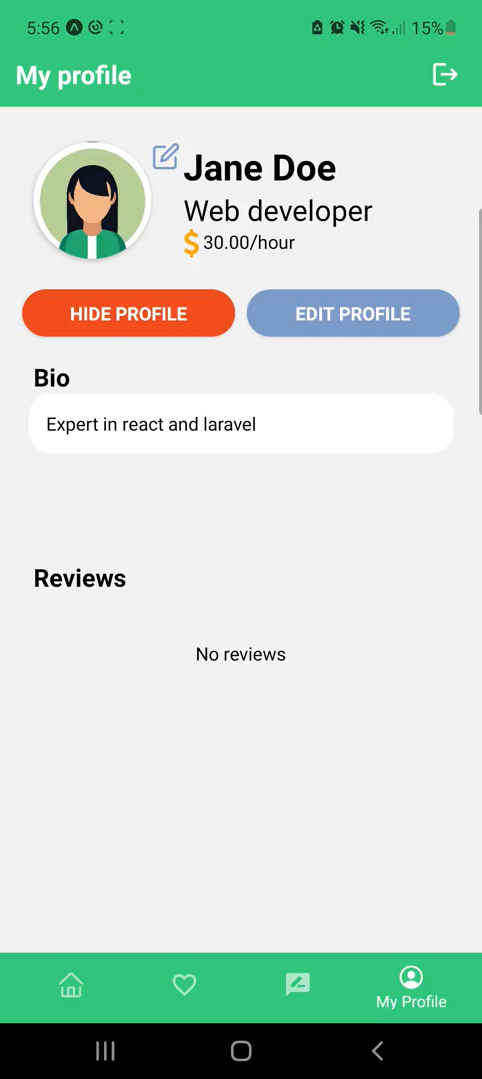 5:56 15%
My profile
Jane Doe
Web developer
$ 30.00/hour
HIDE PROFILE EDIT PROFILE
Bio
Expert in react and laravel
Reviews
No reviews
My Profile